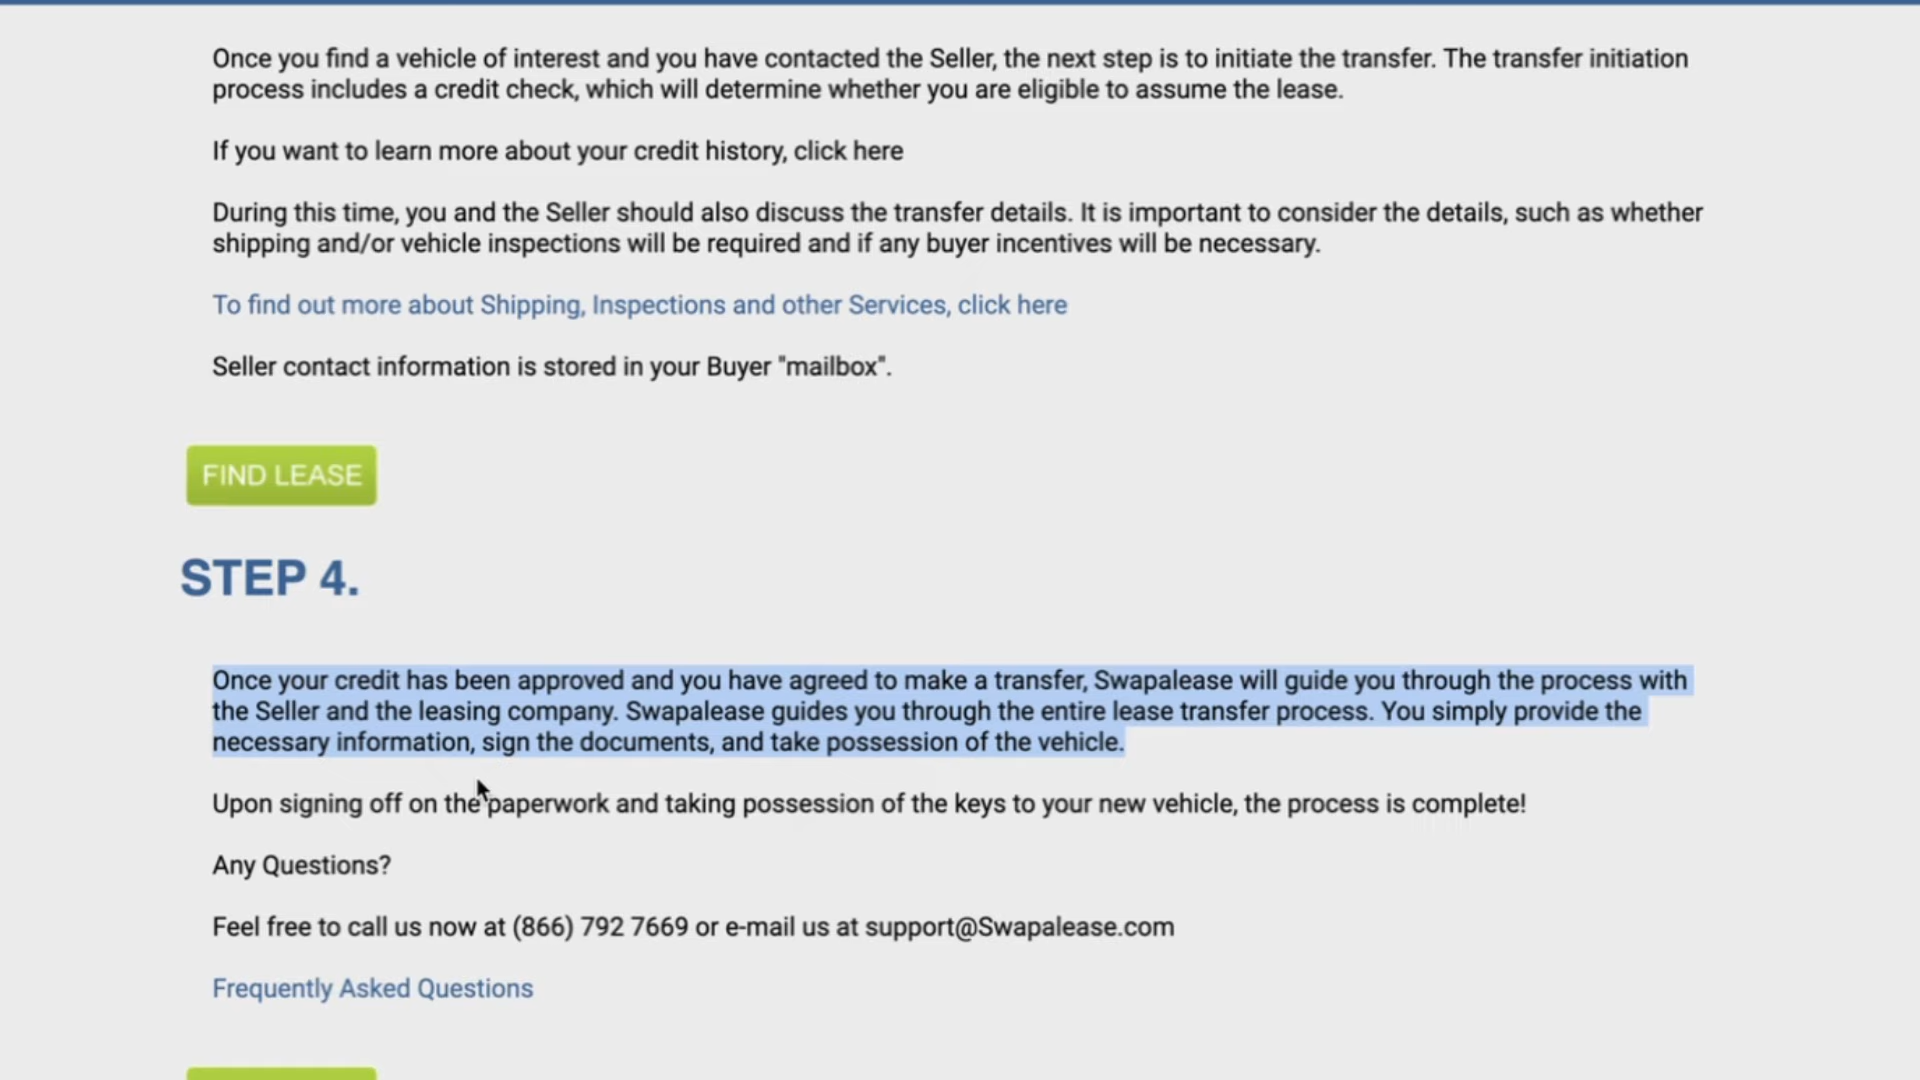 Once you find a vehicle of interest and you have contacted the Seller, the next step is to initiate the transfer. The transfer initiation
process includes a credit check, which will determine whether you are eligible to assume the lease.
If you want to learn more about your credit history, click here
During this time, you and the Seller should also discuss the transfer details. It is important to consider the details, such as whether
shipping and/or vehicle inspections will be required and if any buyer incentives will be necessary.
To find out more about Shipping, Inspections and other Services, click here
Seller contact information is stored in your Buyer "mailbox".
FIND LEASE
STEP 4.
Once your credit has been approved and you have agreed to make a transfer, Swapalease will guide you through the process with
the Seller and the leasing company. Swapalease guides you through the entire lease transfer process. You simply provide the
necessary information, sign the documents, and take possession of the vehicle.
Upon signing off on the paperwork and taking possession of the keys to your new vehicle, the process is complete!
Any Questions?
Feel free to call us now at (866) 792 7669 or e-mail us at support@Swapalease.com
Frequently Asked Questions